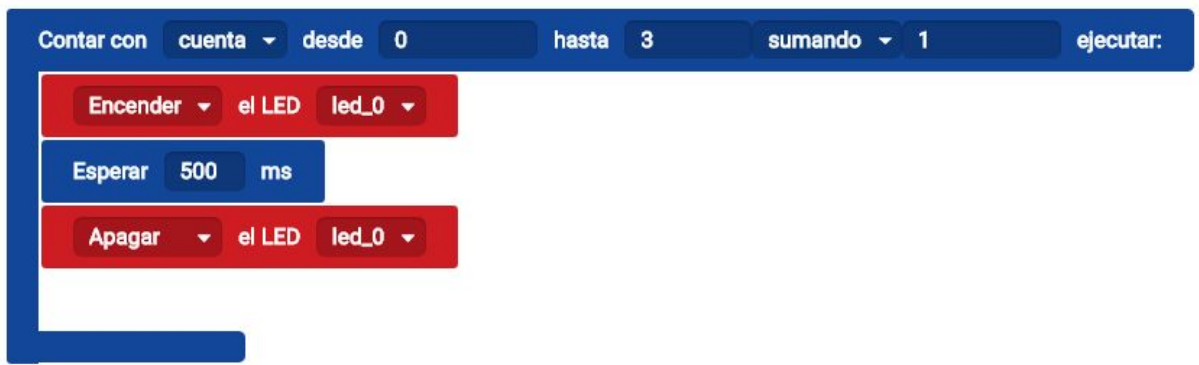 Contar con cuenta desde 0 hasta 3 sumando 1 ejecutar:
Encender el LED led_0
Esperar 500 ms
Apagar el LED led_0